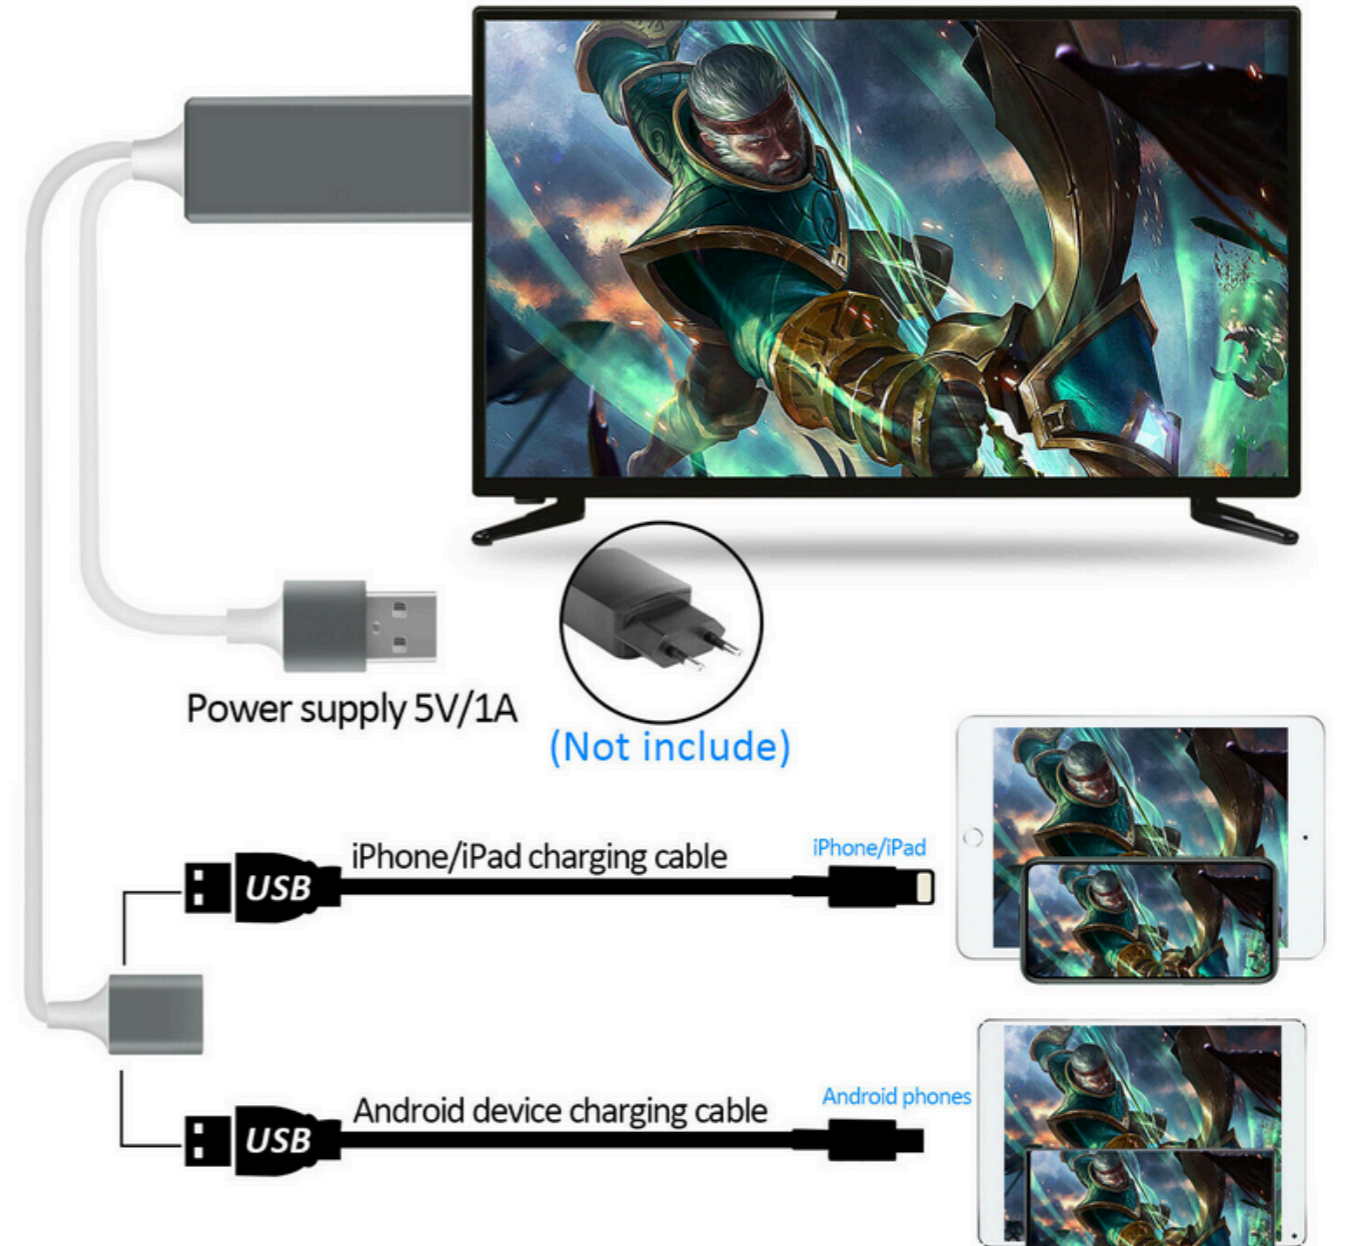 Power supply 5V/1A
(Not include)
iPhone/iPad charging cable
iPhone/iPad
USB
Android device charging cable
Android phones
USB